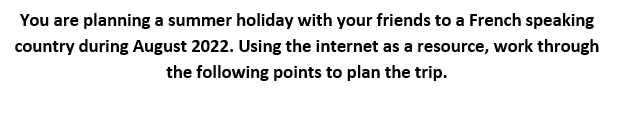 You are planning a summer holiday with your friends to a French speaking
country during August 2022. Using the internet as a resource, work through
the following points to plan the trip.